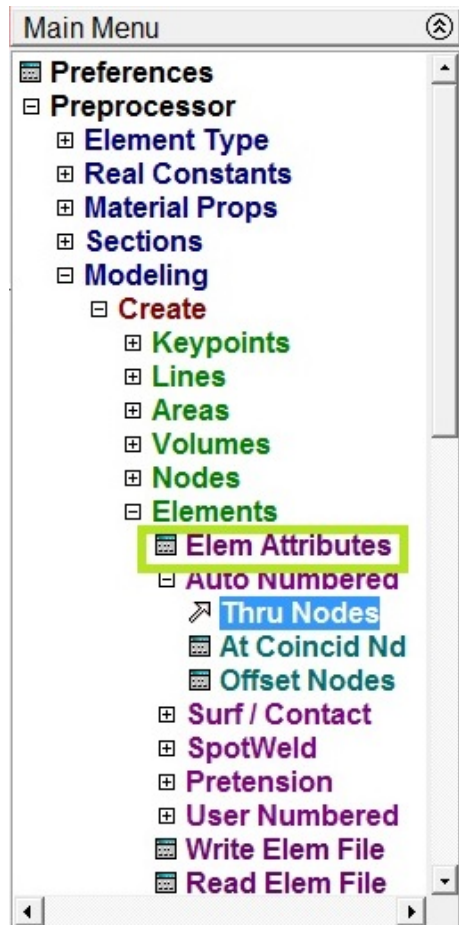 Main Menu
Preferences
Preprocessor
Element Type
Real Constants
Material Props
Sections
Modeling
Create
Keypoints
Lines
Areas
Volumes
Nodes
Elements
Elem Attributes
Auto Numbered
Thru Nodes
At Coincid Nd
Offset Nodes
Surf / Contact
SpotWeld
Pretension
User Numbered
Write Elem File
Read Elem File